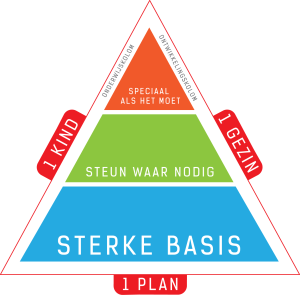 ONDERWIJSKOLOM
ONTWIKKELINGSKOLOM
SPECIAAL
ALS HET MOET
1 KIND
1 GEZIN
STEUN WAAR NODIG
STERKE BASIS
1 PLAN